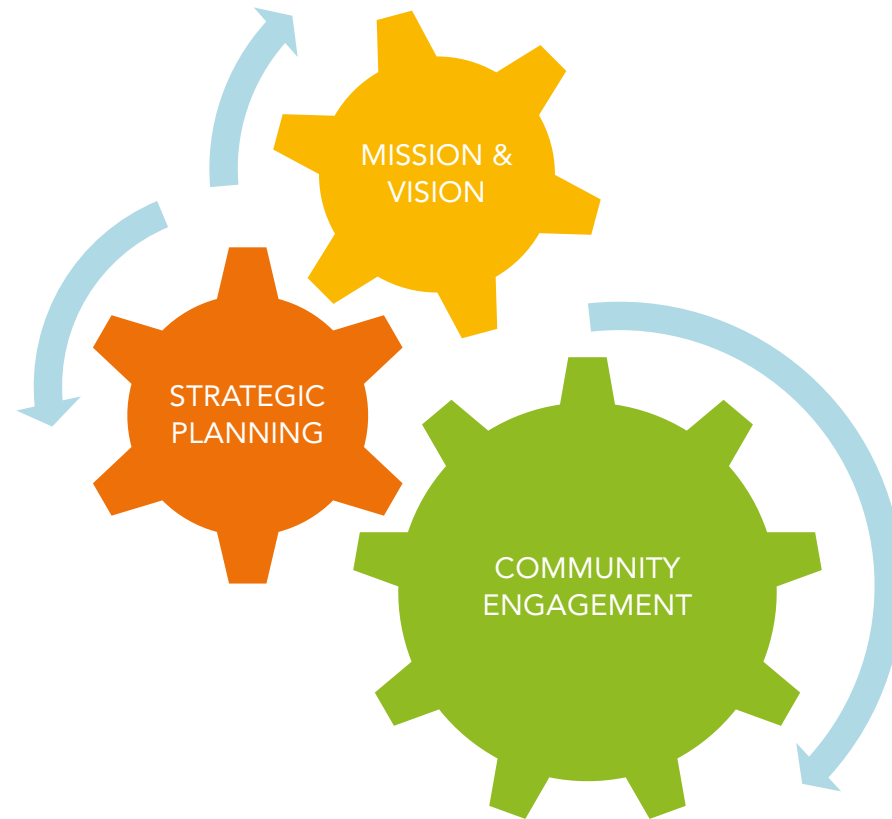 MISSION &
VISION
STRATEGIC
PLANNING
COMMUNITY
ENGAGEMENT